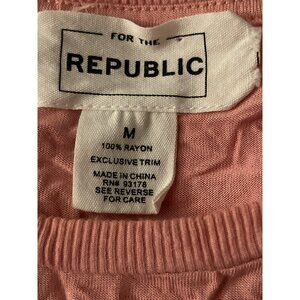 FOR THE
REPUBLIC
M
100% RAYON
EXCLUSIVE TRIM
MADE IN CHINA
RN# 93178
SEE REVERSE
FOR CARE